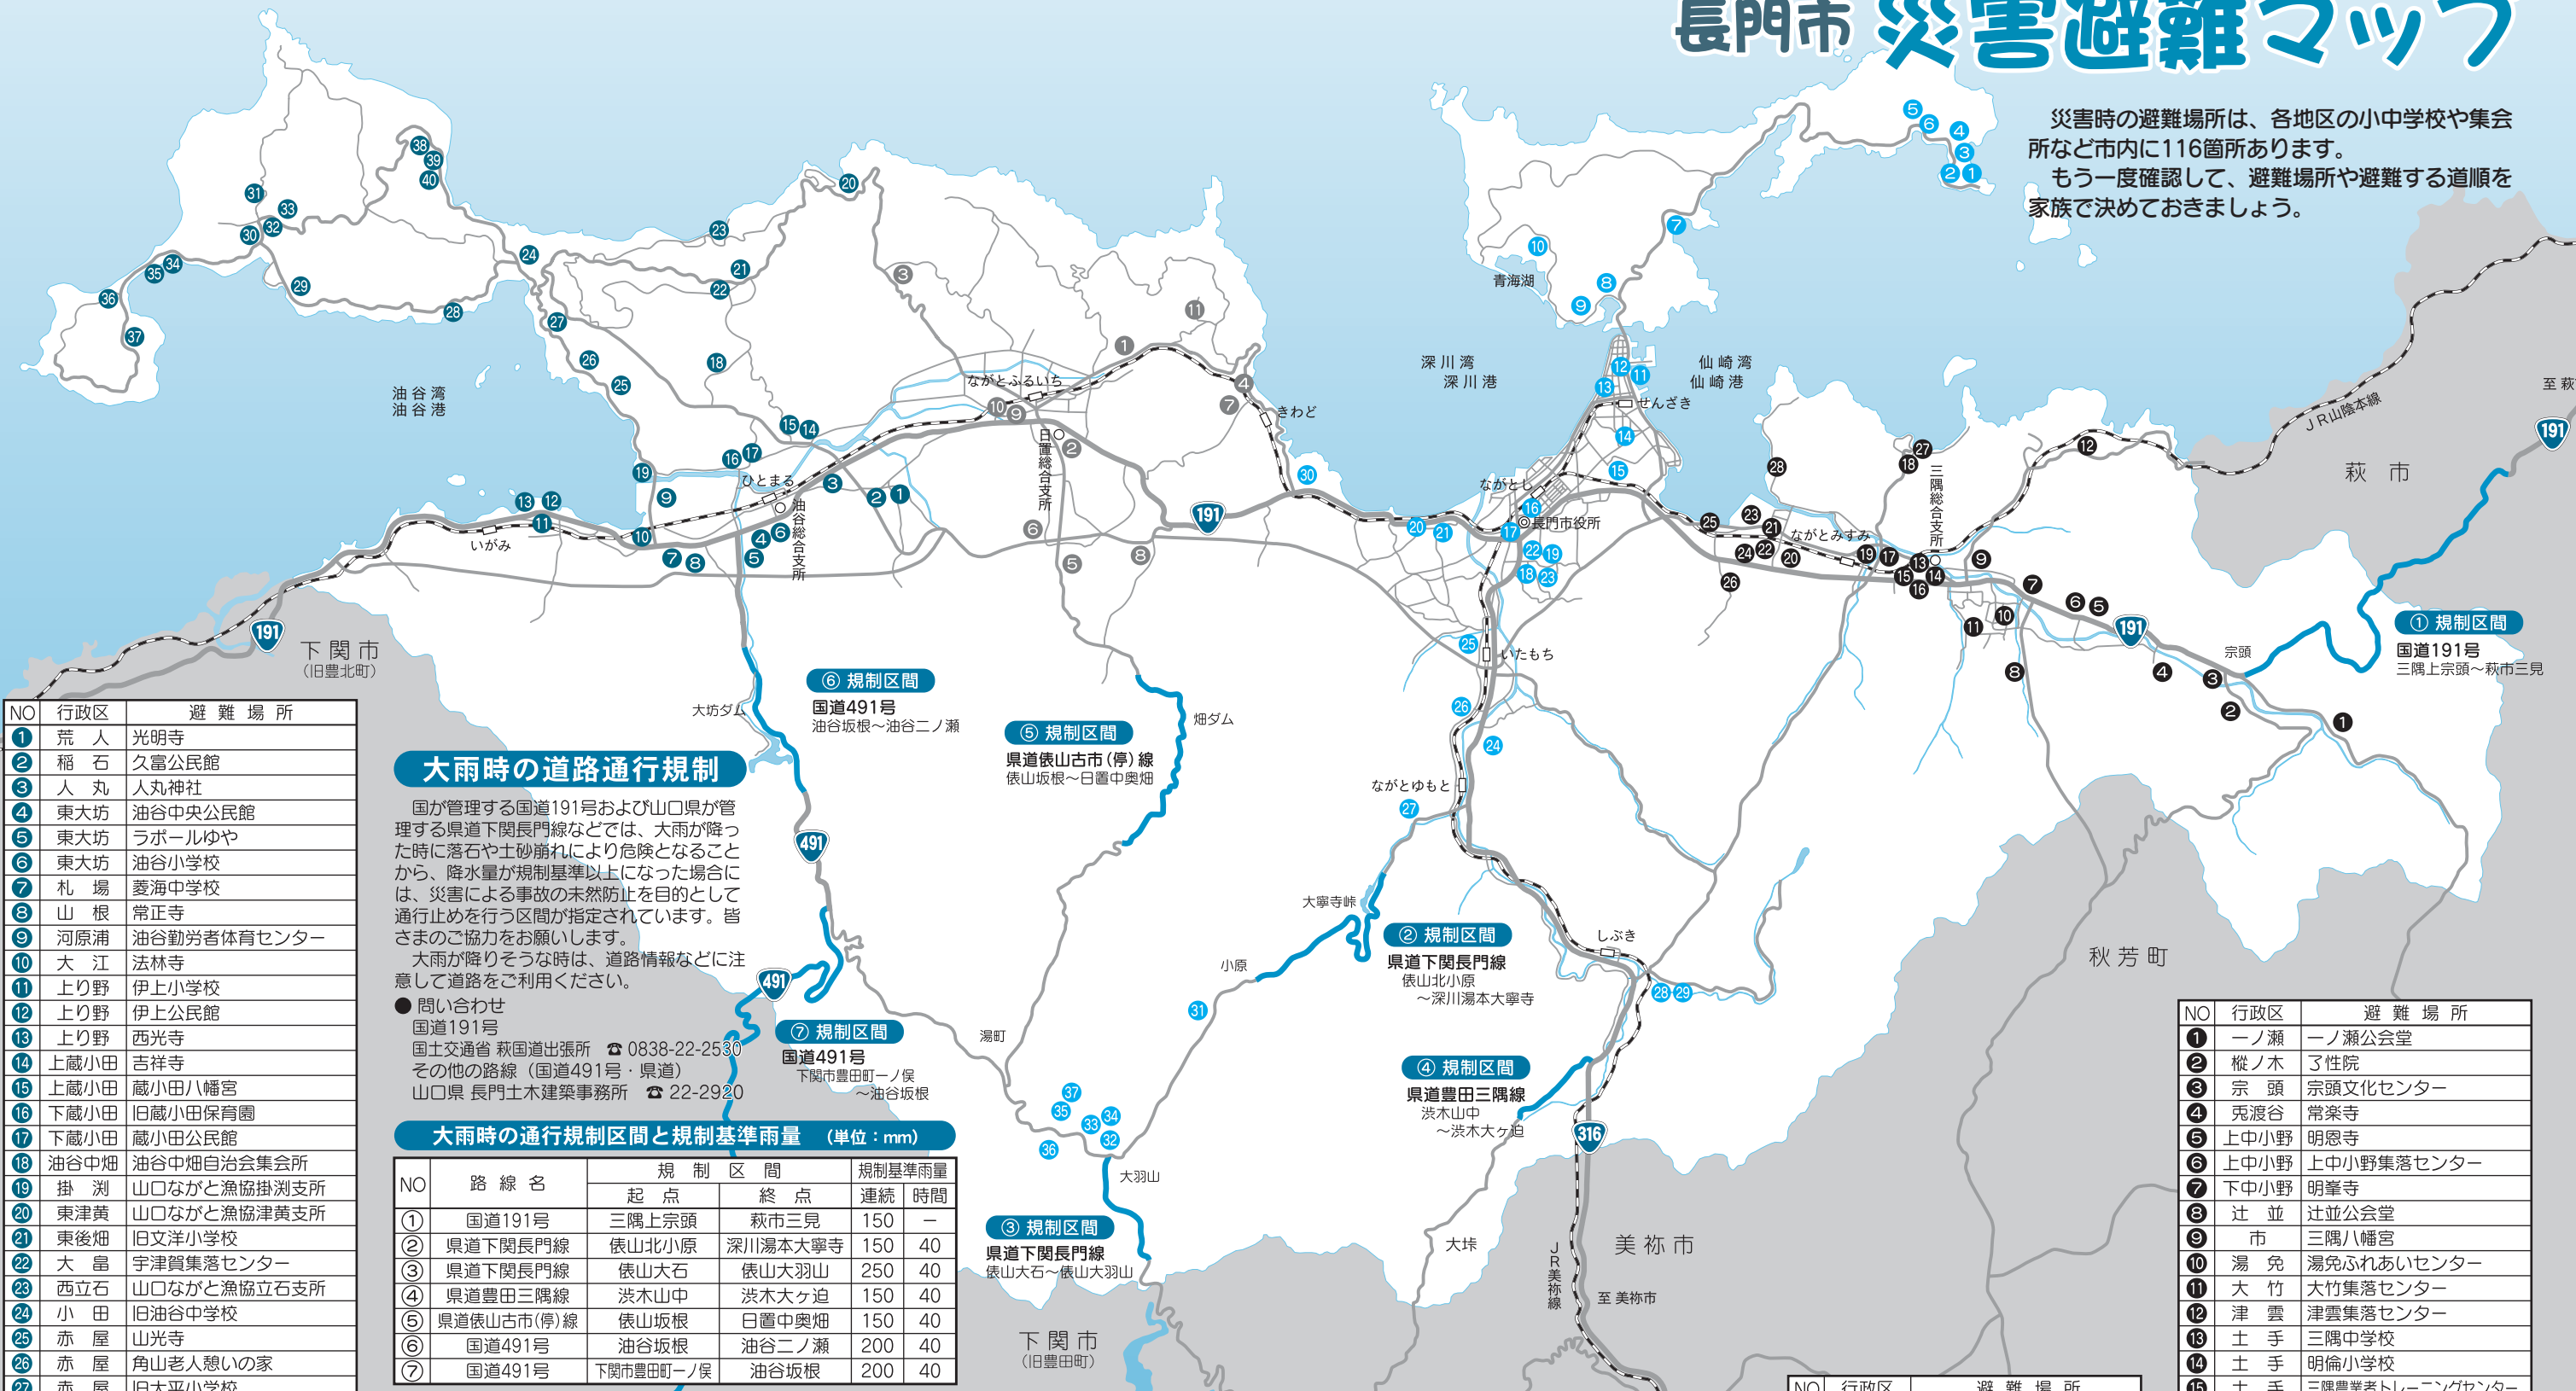 長門市 災害避難マップ
災害時の避難場所は、各地区の小中学校や集会
所など市内に116箇所あります。
もう一度確認して、避難場所や避難する道順を
家族で決めておきましょう。
油谷湾
油谷港
青海湖
深川湾
深川港
仙崎湾
仙崎港
ながとふるいち
日置総合支所
きわど
せんざき
ひとまる
油谷総合支所
いがみ
ながとし
長門市役所
ながとみすみ
三隅総合支所
JR山陰本線
至 萩
191
萩 市
191
191
191
下関市
(旧豊北町)
いたもち
宗頭
① 規制区間
国道191号
三隅上宗頭～萩市三見
大坊ダム
⑥ 規制区間
国道491号
油谷坂根～油谷二ノ瀬
畑ダム
⑤ 規制区間
県道俵山古市(停)線
俵山坂根～日置中奥畑
ながとゆもと
491
491
大寧寺峠
小原
② 規制区間
県道下関長門線
俵山北小原
～深川湯本大寧寺
しぶき
秋芳町
⑦ 規制区間
国道491号
下関市豊田町一ノ俣
～油谷坂根
湯町
④ 規制区間
県道豊田三隅線
渋木山中
～渋木大ヶ迫
316
大羽山
③ 規制区間
県道下関長門線
俵山大石～俵山大羽山
大垰
美祢市
JR美祢線
至 美祢市
下関市
(旧豊田町)
大雨時の道路通行規制
国が管理する国道191号および山口県が管
理する県道下関長門線などでは、大雨が降っ
た時に落石や土砂崩れにより危険となること
から、降水量が規制基準以上になった場合に
は、災害による事故の未然防止を目的として
通行止めを行う区間が指定されています。皆
さまのご協力をお願いします。
大雨が降りそうな時は、道路情報などに注
意して道路をご利用ください。
● 問い合わせ
国道191号
国土交通省 萩国道出張所 ☎ 0838-22-2530
その他の路線（国道491号・県道）
山口県 長門土木建築事務所 ☎ 22-2920
大雨時の通行規制区間と規制基準雨量 （単位：mm）
NO 路線名 規制区間 規制基準雨量
起点 終点 連続 時間
① 国道191号 三隅上宗頭 萩市三見 150 －
② 県道下関長門線 俵山北小原 深川湯本大寧寺 150 40
③ 県道下関長門線 俵山大石 俵山大羽山 250 40
④ 県道豊田三隅線 渋木山中 渋木大ヶ迫 150 40
⑤ 県道俵山古市(停)線 俵山坂根 日置中奥畑 150 40
⑥ 国道491号 油谷坂根 油谷二ノ瀬 200 40
⑦ 国道491号 下関市豊田町一ノ俣 油谷坂根 200 40
NO 行政区 避難場所
1 荒人 光明寺
2 稲石 久富公民館
3 人丸 人丸神社
4 東大坊 油谷中央公民館
5 東大坊 ラポールゆや
6 東大坊 油谷小学校
7 札場 菱海中学校
8 山根 常正寺
9 河原浦 油谷勤労者体育センター
10 大江 法林寺
11 上り野 伊上小学校
12 上り野 伊上公民館
13 上り野 西光寺
14 上蔵小田 吉祥寺
15 上蔵小田 蔵小田八幡宮
16 下蔵小田 旧蔵小田保育園
17 下蔵小田 蔵小田公民館
18 油谷中畑 油谷中畑自治会集会所
19 掛渕 山口ながと漁協掛渕支所
20 東津黄 山口ながと漁協津黄支所
21 東後畑 旧文洋小学校
22 大畠 宇津賀集落センター
23 西立石 山口ながと漁協立石支所
24 小田 旧油谷中学校
25 赤屋 山光寺
26 赤屋 角山老人憩いの家
27 赤屋 旧大平小学校
NO 行政区 避難場所
1 一ノ瀬 一ノ瀬公会堂
2 樅ノ木 了性院
3 宗頭 宗頭文化センター
4 兎渡谷 常楽寺
5 上中小野 明恩寺
6 上中小野 上中小野集落センター
7 下中小野 明峯寺
8 辻並 辻並公会堂
9 市 三隅八幡宮
10 湯免 湯免ふれあいセンター
11 大竹 大竹集落センター
12 津雲 津雲集落センター
13 土手 三隅中学校
14 土手 明倫小学校
15 土手 三隅農業者トレーニングセンター
NO 行政区 避難場所